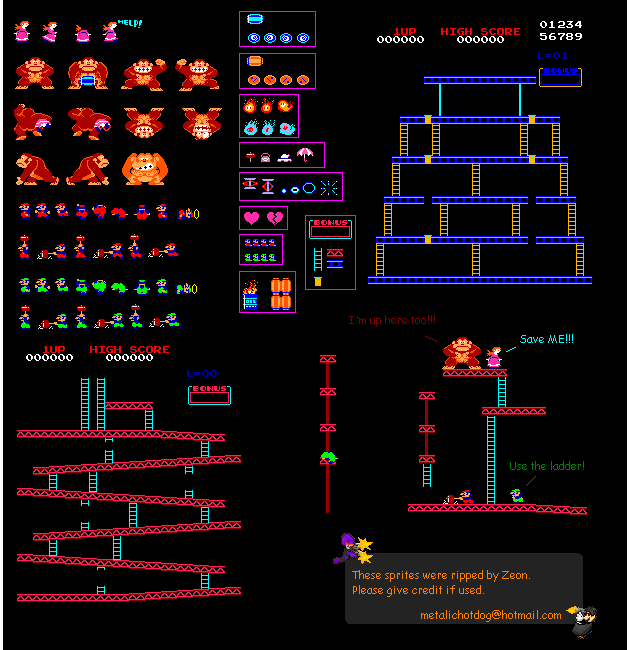 HELP!
1UP HIGH SCORE
000000 000000
01234
56789
L=01
BONUS
BONUS
OIL
I'm up here too!!!
Save ME!!!
1UP HIGH SCORE
000000 000000
L=00
BONUS
Use the ladder!
These sprites were ripped by Zeon.
Please give credit if used.
metalichotdog@hotmail.com